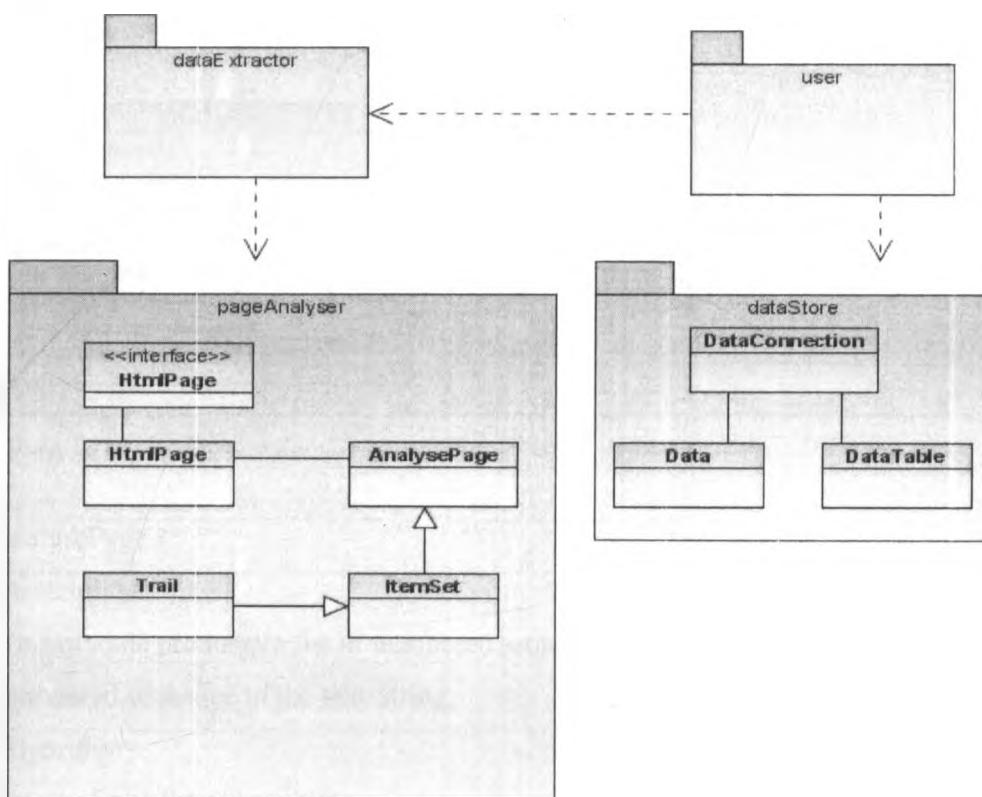 dataExtractor
user
pageAnalyser
<<interface>>
HtmlPage
HtmlPage
AnalysePage
Trail
ItemSet
dataStore
DataConnection
Data
DataTable